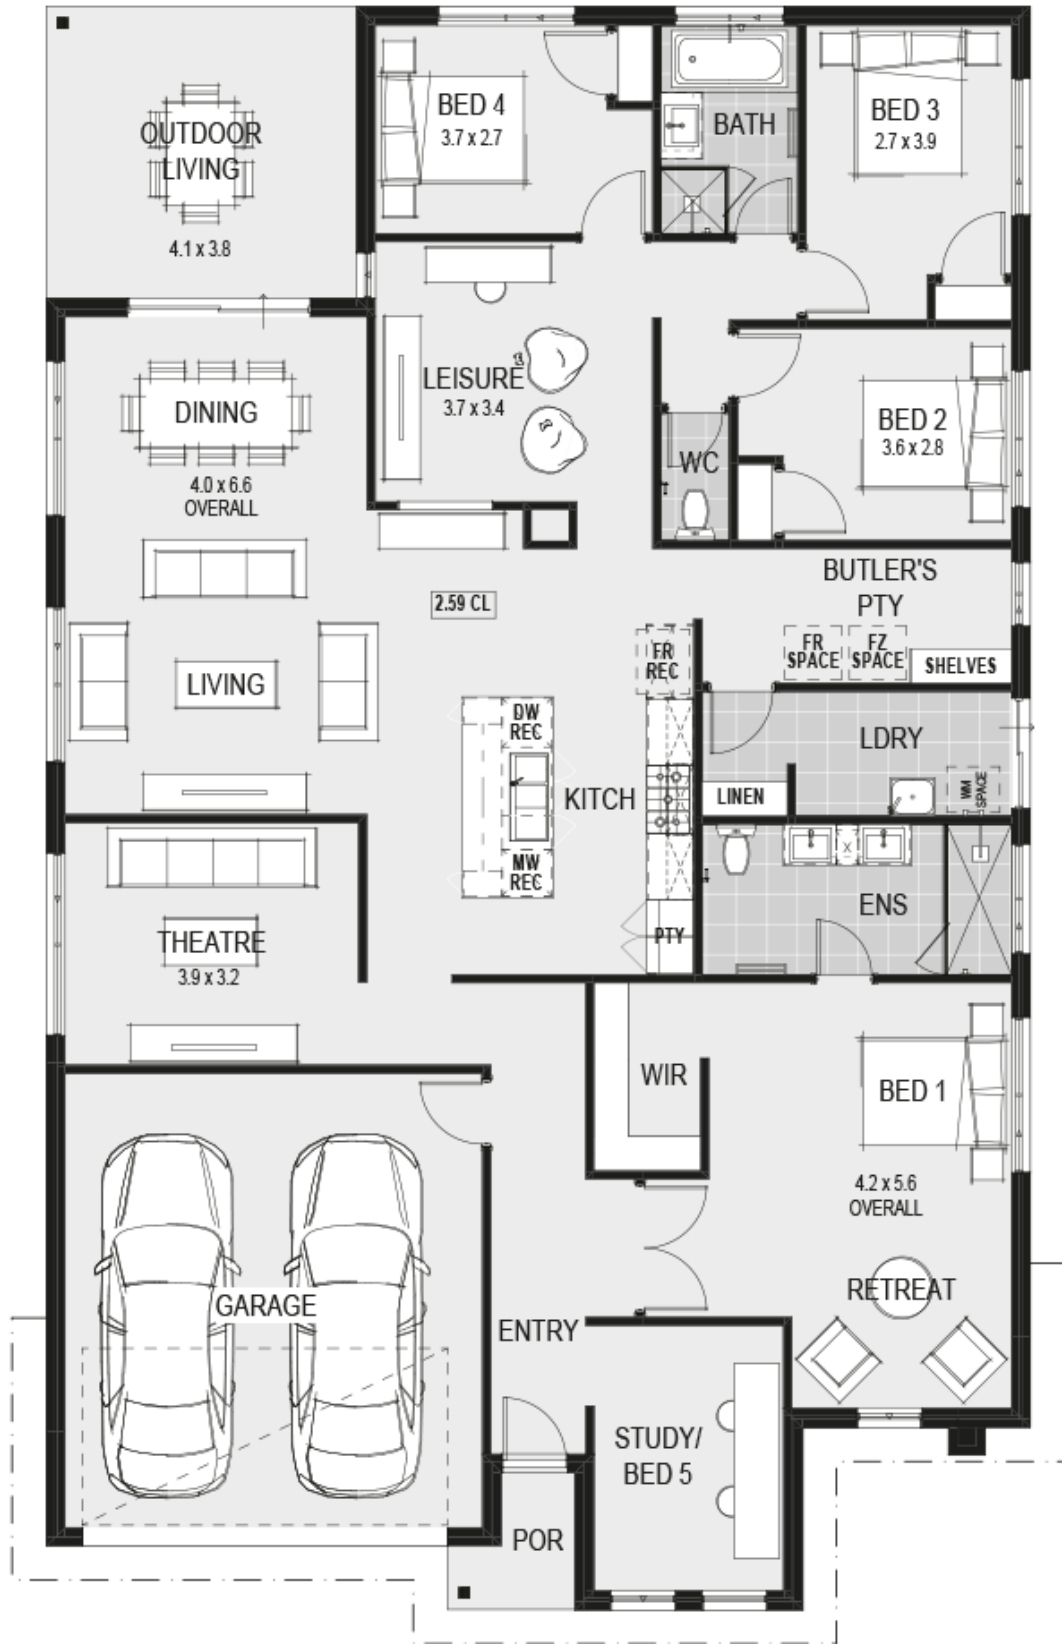 BED 4
3.7 x 2.7
BATH
BED 3
2.7 x 3.9
OUTDOOR
LIVING
4.1 x 3.8
LEISURE
3.7 x 3.4
DINING
4.0 x 6.6
OVERALL
BED 2
3.6 x 2.8
WC
BUTLER'S
PTY
2.59 CL
FR
REC
FR
SPACE
FZ
SPACE
SHELVES
LIVING
DW
REC
KITCH
MW
REC
PTY
LDRY
LINEN
WM
SPACE
ENS
THEATRE
3.9 x 3.2
WIR
BED 1
4.2 x 5.6
OVERALL
RETREAT
GARAGE
ENTRY
STUDY/
BED 5
POR